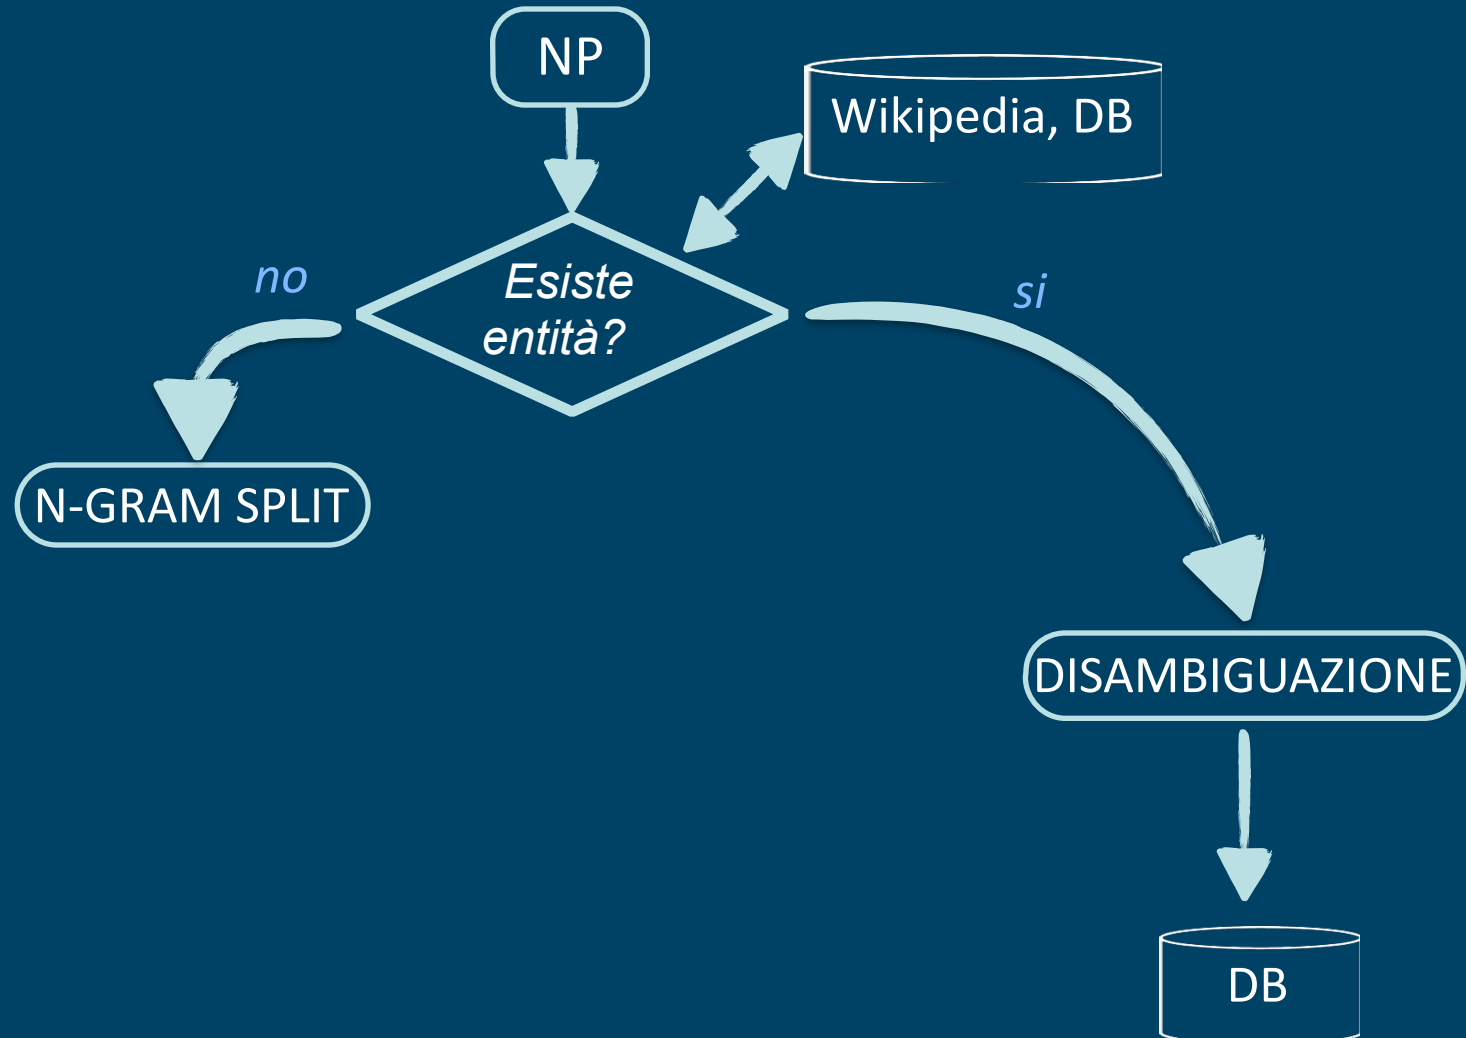 NP
Wikipedia, DB
no
Esiste
entità?
si
N-GRAM SPLIT
DISAMBIGUAZIONE
DB